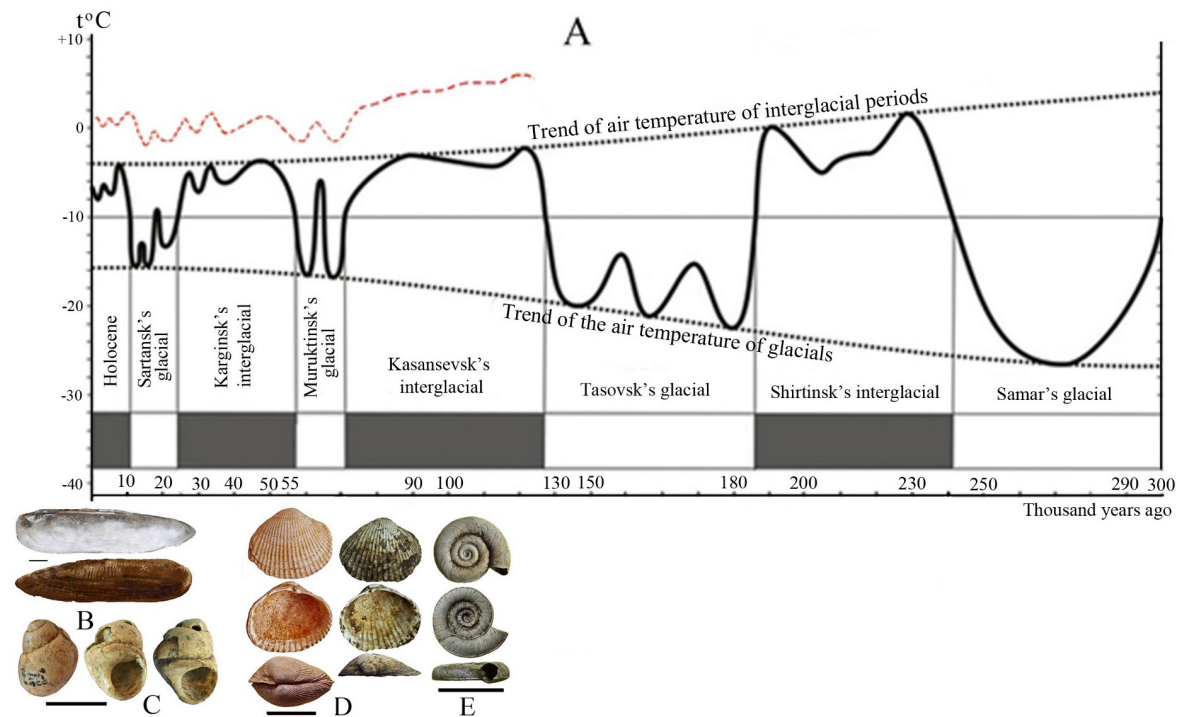 t°C
A
+10
0
-10
-20
-30
-40
Trend of air temperature of interglacial periods
Trend of the air temperature of glacials
Holocene
Sartansk's
glacial
Karginsk's
interglacial
Muruktinsk's
glacial
Kasansevsk's
interglacial
Tasovsk's glacial
Shirtinsk's interglacial
Samar's glacial
10 20 30 40 50 55 90 100 130 150 180 200 230 250 290 300
Thousand years ago
B
C
D
E